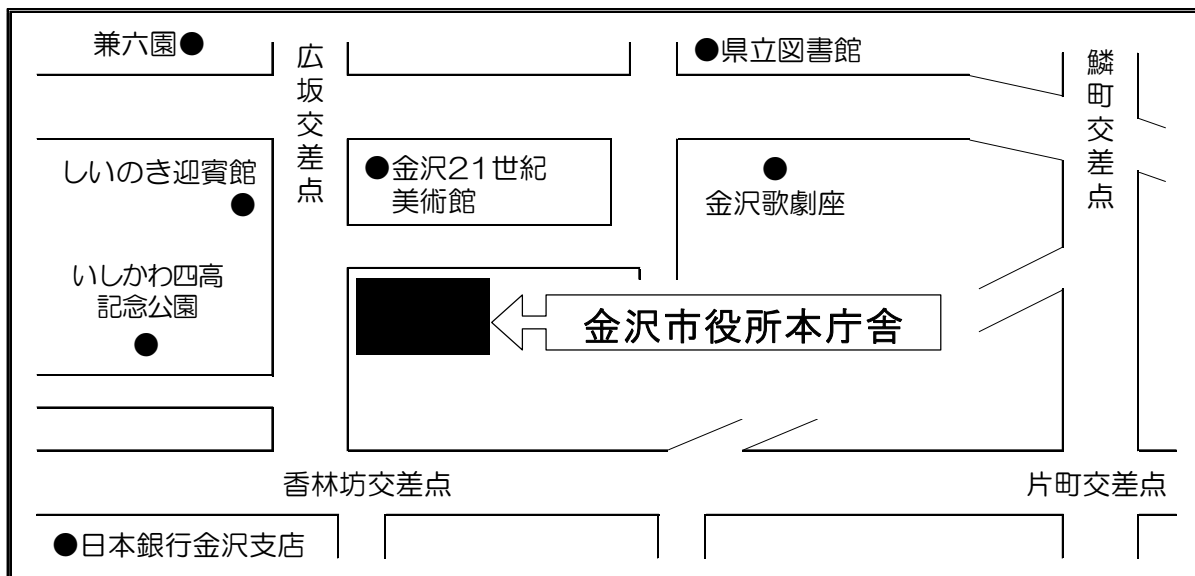 兼六園●
広坂交差点
●県立図書館
鱗町交差点
しいのき迎賓館
●
●金沢21世紀
美術館
●
金沢歌劇座
いしかわ四高
記念公園
●
金沢市役所本庁舎
香林坊交差点
片町交差点
●日本銀行金沢支店